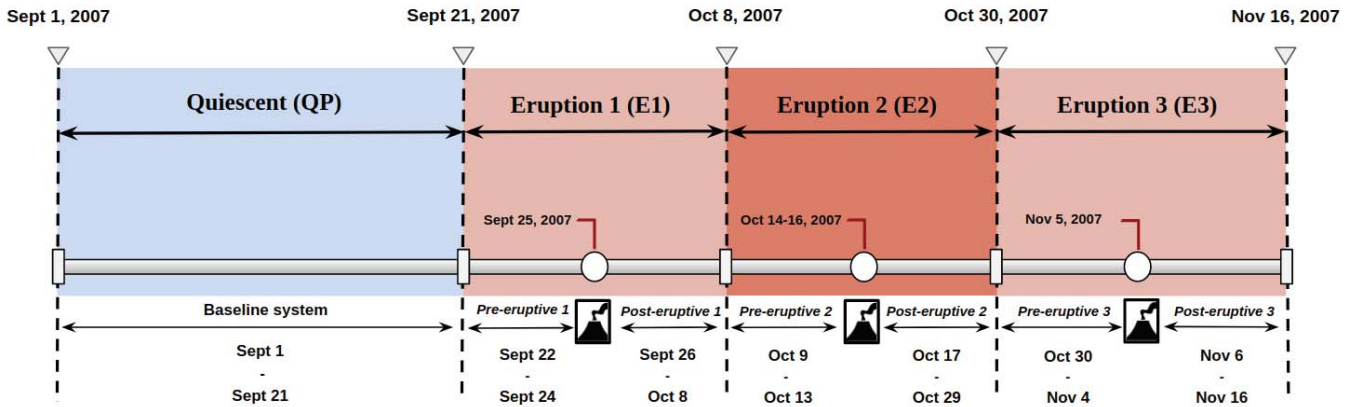 Sept 1, 2007 Sept 21, 2007 Oct 8, 2007 Oct 30, 2007 Nov 16, 2007
Quiescent (QP) Eruption 1 (E1) Eruption 2 (E2) Eruption 3 (E3)
Sept 25, 2007 Oct 14-16, 2007 Nov 5, 2007
Baseline system Pre-eruptive 1 Post-eruptive 1 Pre-eruptive 2 Post-eruptive 2 Pre-eruptive 3 Post-eruptive 3
Sept 1 Sept 22 Sept 26 Oct 9 Oct 17 Oct 30 Nov 6
- - - - - - -
Sept 21 Sept 24 Oct 8 Oct 13 Oct 29 Nov 4 Nov 16